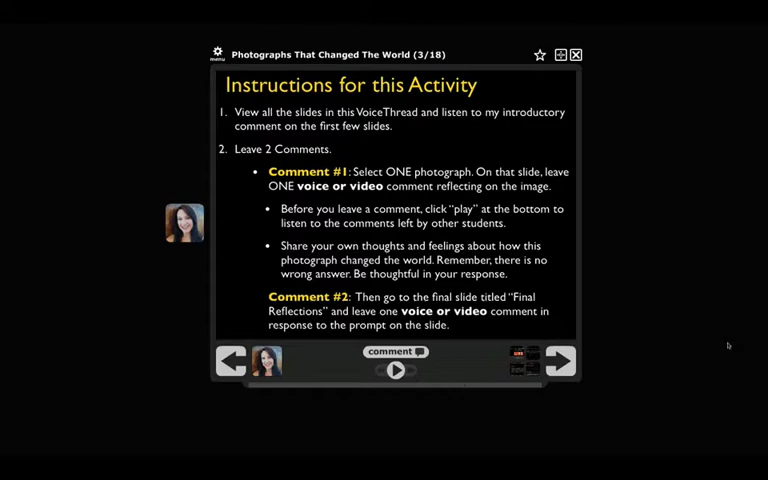 menu
Photographs That Changed The World (3/18)
Instructions for this Activity
1. View all the slides in this VoiceThread and listen to my introductory
comment on the first few slides.
2. Leave 2 Comments.
• Comment #1: Select ONE photograph. On that slide, leave
ONE voice or video comment reflecting on the image.
• Before you leave a comment, click "play" at the bottom to
listen to the comments left by other students.
• Share your own thoughts and feelings about how this
photograph changed the world. Remember, there is no
wrong answer. Be thoughtful in your response.
Comment #2: Then go to the final slide titled "Final
Reflections" and leave one voice or video comment in
response to the prompt on the slide.
comment